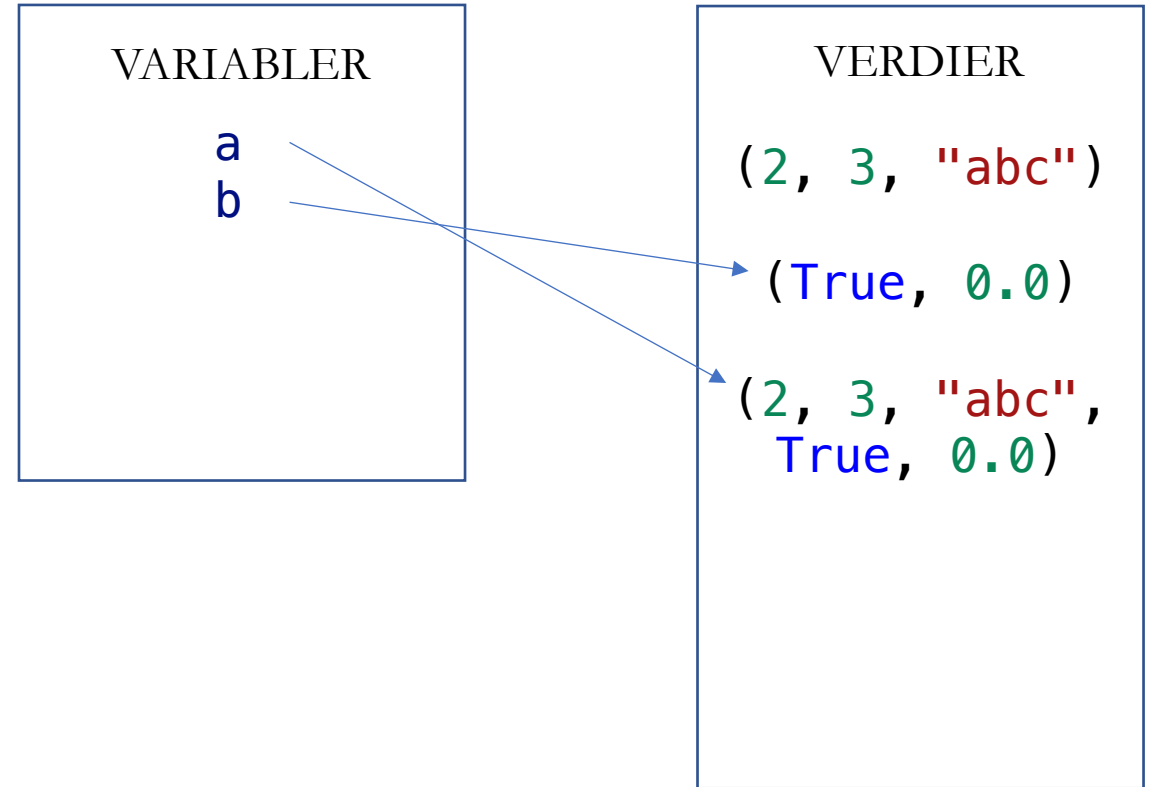 VARIABLER
a
b
VERDIER
(2, 3, "abc")
(True, 0.0)
(2, 3, "abc",
True, 0.0)